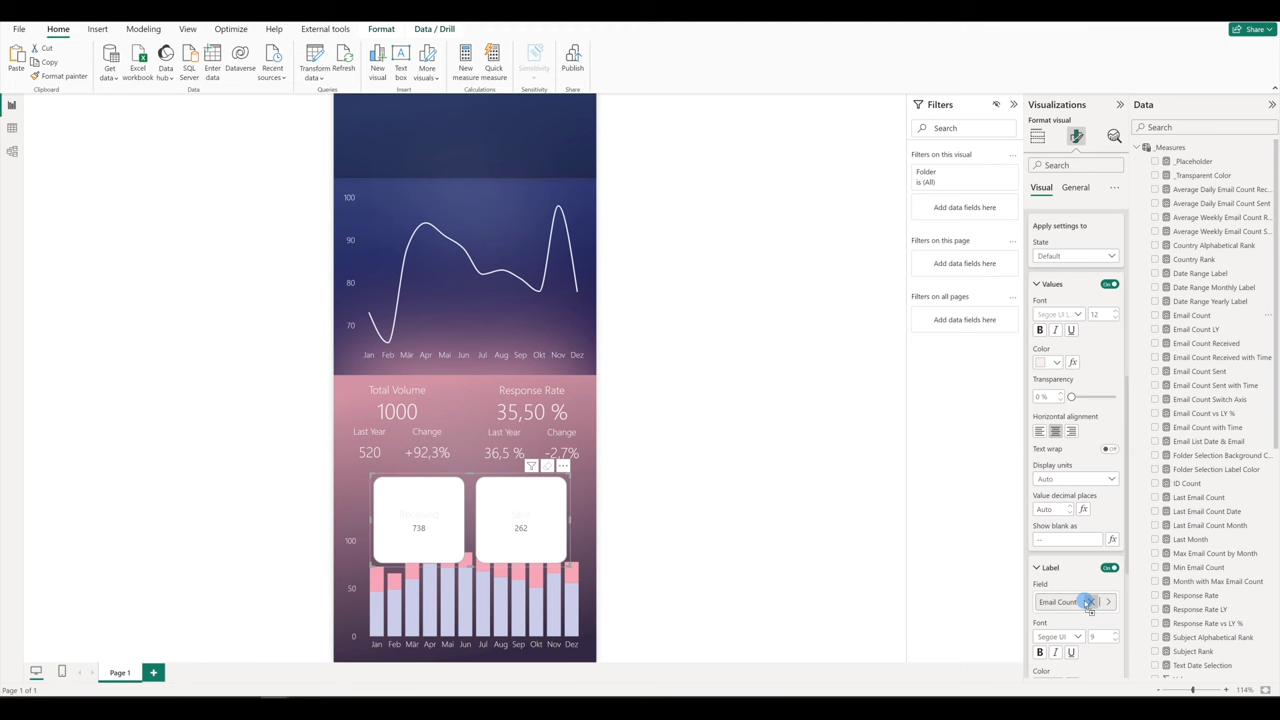 File Home Insert Modeling View Optimize Help External tools Format Data / Drill Share
Paste Cut Copy Format painter
Clipboard
Get data Excel workbook Data hub SQL Server Enter data Dataverse Recent sources
Data
Transform data Refresh
Queries
New visual Text box More visuals
Insert
New measure Quick measure
Calculations
Sensitivity
Sensitivity
Publish
Share
100
90
80
70
Jan Feb Mär Apr Mai Jun Jul Aug Sep Okt Nov Dez
Total Volume Response Rate
1000 35,50 %
Last Year Change Last Year Change
520 +92,3% 36,5 % -2,7%
Received Sent
738 262
100
50
0
Jan Feb Mär Apr Mai Jun Jul Aug Sep Okt Nov Dez
Page 1
Page 1 of 1
114%
Filters
Search
Filters on this visual ...
Folder
is (All)
Add data fields here
Filters on this page ...
Add data fields here
Filters on all pages ...
Add data fields here
Visualizations
Format visual
Search
Visual General ...
Apply settings to
State
Default
Values On
Font
Segoe UI L... 12
B I U
Color
fx
Transparency
0 %
Horizontal alignment
Text wrap Off
Display units
Auto
Value decimal places
Auto fx
Show blank as
-- fx
Label On
Field
Email Count
Font
Segoe UI 9
B I U
Color
Data
Search
_Measures
_Placeholder
_Transparent Color
Average Daily Email Count Rec...
Average Daily Email Count Sent
Average Weekly Email Count R...
Average Weekly Email Count S...
Country Alphabetical Rank
Country Rank
Date Range Label
Date Range Monthly Label
Date Range Yearly Label
Email Count ...
Email Count LY
Email Count Received
Email Count Received with Time
Email Count Sent
Email Count Sent with Time
Email Count Switch Axis
Email Count vs LY %
Email Count with Time
Email List Date & Email
Folder Selection Background C...
Folder Selection Label Color
ID Count
Last Email Count
Last Email Count Date
Last Email Count Month
Last Month
Max Email Count by Month
Min Email Count
Month with Max Email Count
Response Rate
Response Rate LY
Response Rate vs LY %
Subject Alphabetical Rank
Subject Rank
Text Date Selection